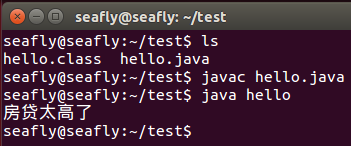 seafly@seafly: ~/test
seafly@seafly:~/test$ ls
hello.class  hello.java
seafly@seafly:~/test$ javac hello.java
seafly@seafly:~/test$ java hello
房贷太高了
seafly@seafly:~/test$